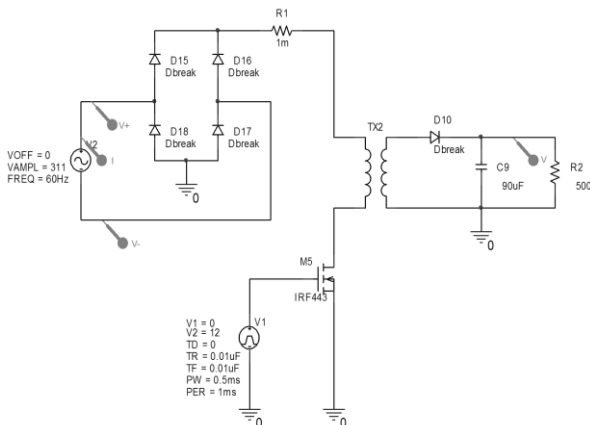 R1
1m
D15
Dbreak
D16
Dbreak
D18
Dbreak
D17
Dbreak
V+
V2
I
VOFF = 0
VAMPL = 311
FREQ = 60Hz
V-
0
TX2
D10
Dbreak
V
C9
90uF
R2
500
0
M5
IRF443
V1
V1 = 0
V2 = 12
TD = 0
TR = 0.01uF
TF = 0.01uF
PW = 0.5ms
PER = 1ms
0
0